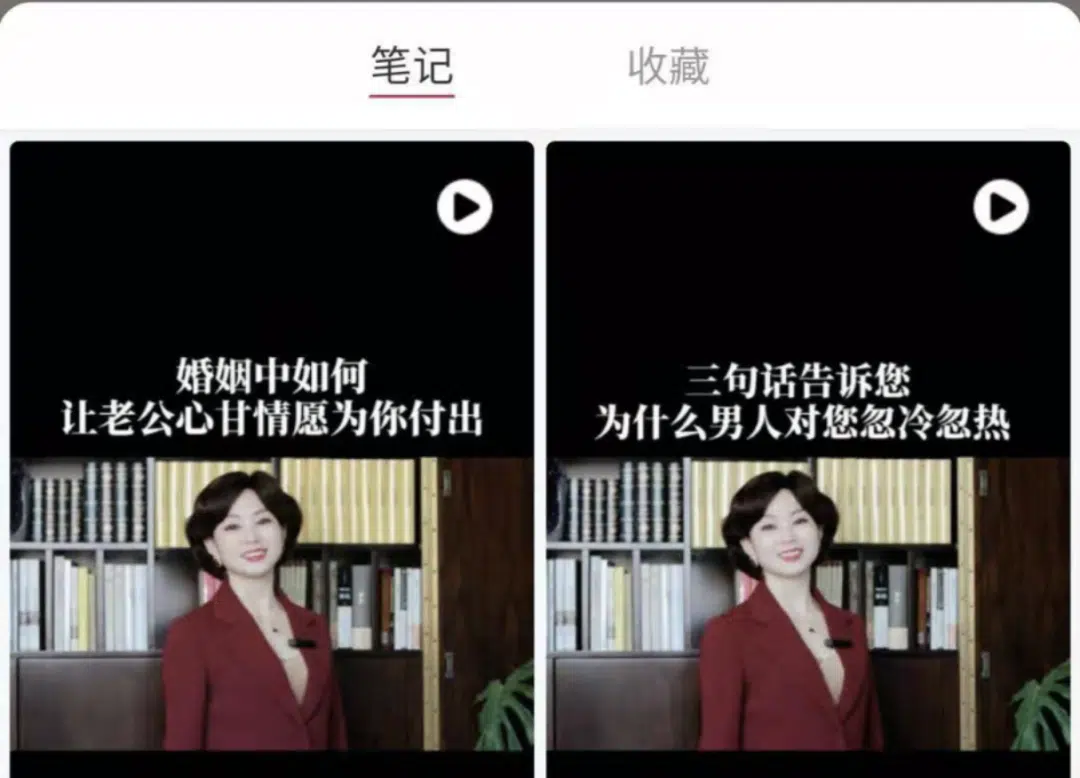 笔记
收藏
婚姻中如何
让老公心甘情愿为你付出
三句话告诉您
为什么男人对您忽冷忽热